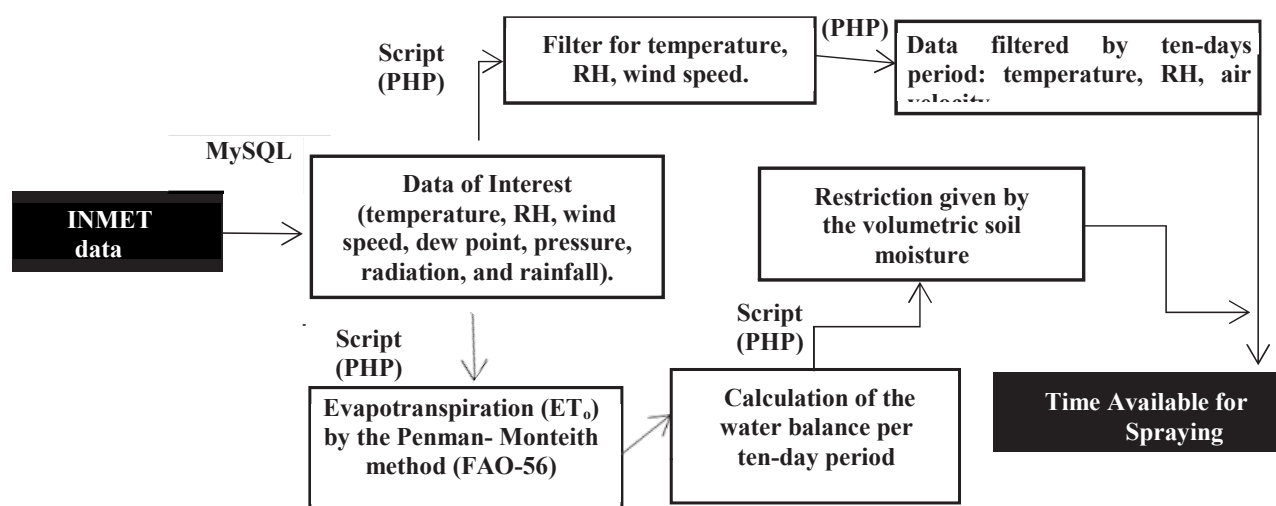 Script
(PHP)
Filter for temperature,
RH, wind speed.
(PHP)
Data filtered by ten-days
period: temperature, RH, air
velocity
MySQL
INMET
data
Data of Interest
(temperature, RH, wind
speed, dew point, pressure,
radiation, and rainfall).
Restriction given by
the volumetric soil
moisture
Script
(PHP)
Script
(PHP)
Evapotranspiration (ETₒ)
by the Penman- Monteith
method (FAO-56)
Calculation of the
water balance per
ten-day period
Time Available for
Spraying